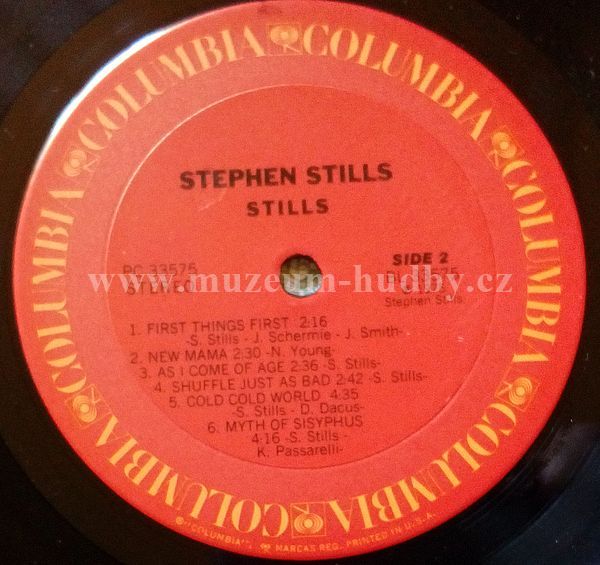 COLUMBIA COLUMBIA COLUMBIA COLUMBIA COLUMBIA COLUMBIA
STEPHEN STILLS
STILLS
PC 33575
STEREO
SIDE 2
33575
Stephen Stills
www.muzeum-hudby.cz
1. FIRST THINGS FIRST 2:16
-S. Stills - J. Schermie - J. Smith-
2. NEW MAMA 2:30 -N. Young-
3. AS I COME OF AGE 2:36 -S. Stills-
4. SHUFFLE JUST AS BAD 2:42 -S. Stills-
5. COLD COLD WORLD 4:35
-S. Stills - D. Dacus-
6. MYTH OF SISYPHUS
4:16 -S. Stills -
K. Passarelli-
"COLUMBIA", MARCAS REG. PRINTED IN U.S.A.